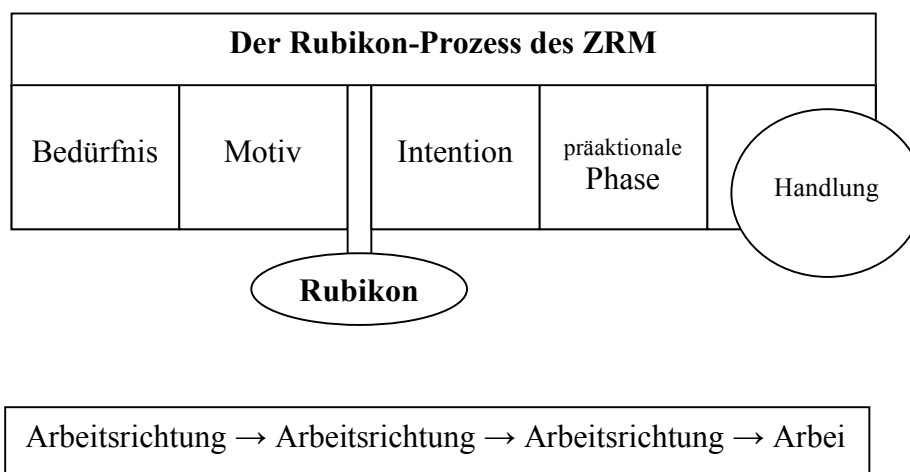 Der Rubikon-Prozess des ZRM
Bedürfnis
Motiv
Intention
präaktionale
Phase
Handlung
Rubikon
Arbeitsrichtung → Arbeitsrichtung → Arbeitsrichtung → Arbei